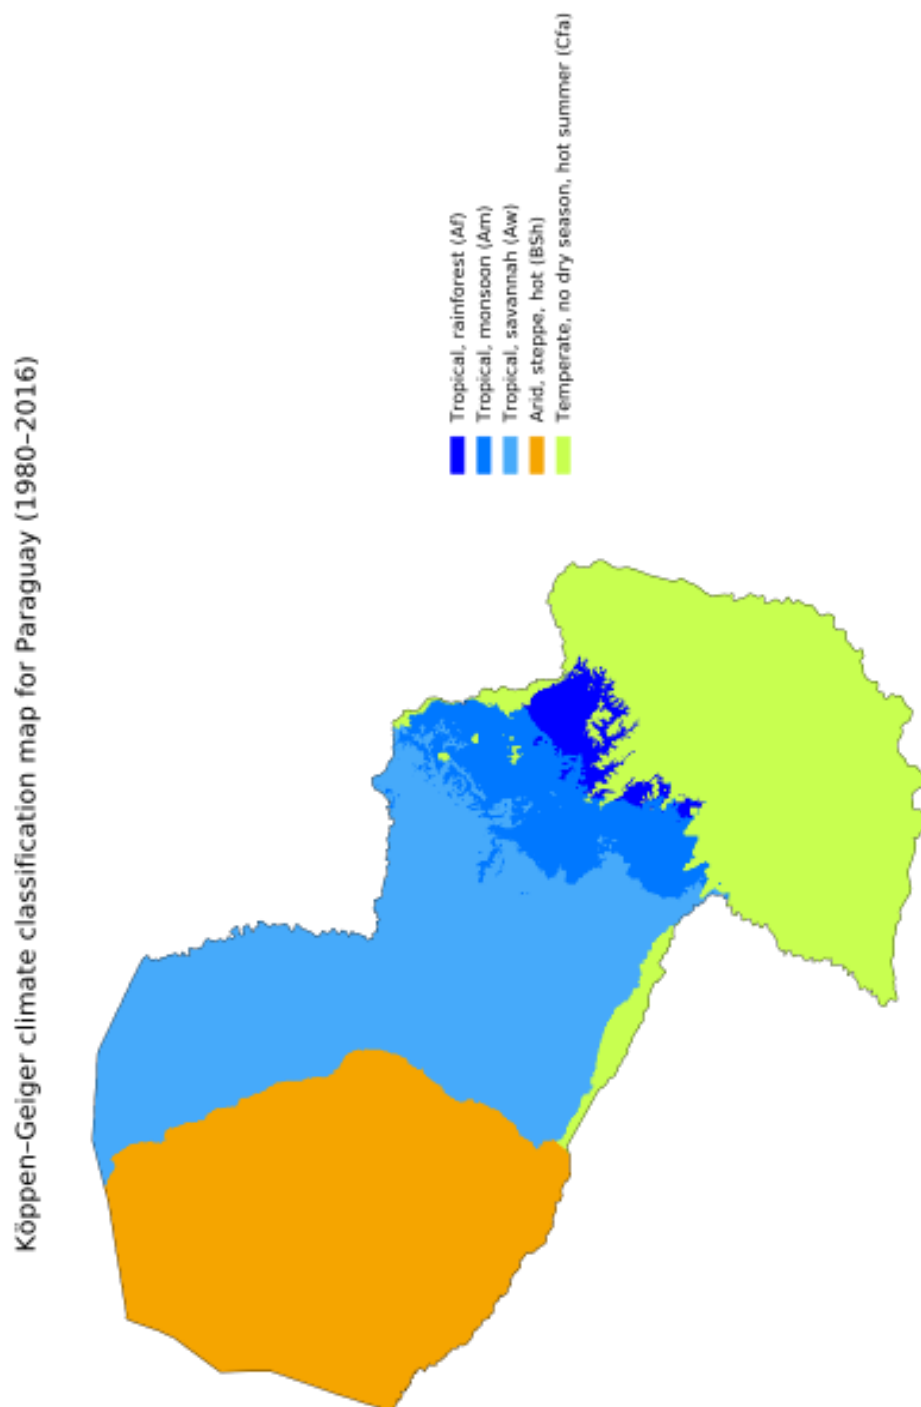 Köppen–Geiger climate classification map for Paraguay (1980–2016)
Tropical, rainforest (Af)
Tropical, monsoon (Am)
Tropical, savannah (Aw)
Arid, steppe, hot (BSh)
Temperate, no dry season, hot summer (Cfa)